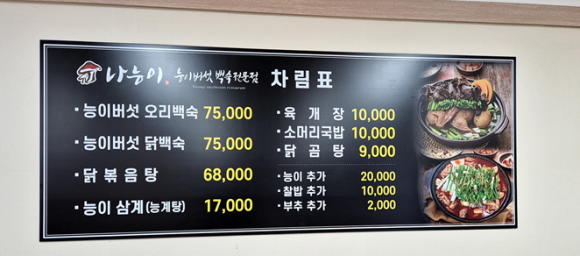 나능이. 능이버섯 백숙전문점
차림표
· 능이버섯 오리백숙 75,000
· 능이버섯 닭백숙 75,000
· 닭볶음탕 68,000
· 능이 삼계(능계탕) 17,000
· 육개장 10,000
· 소머리국밥 10,000
· 닭곰탕 9,000
· 능이 추가 20,000
· 찰밥 추가 10,000
· 부추 추가 2,000